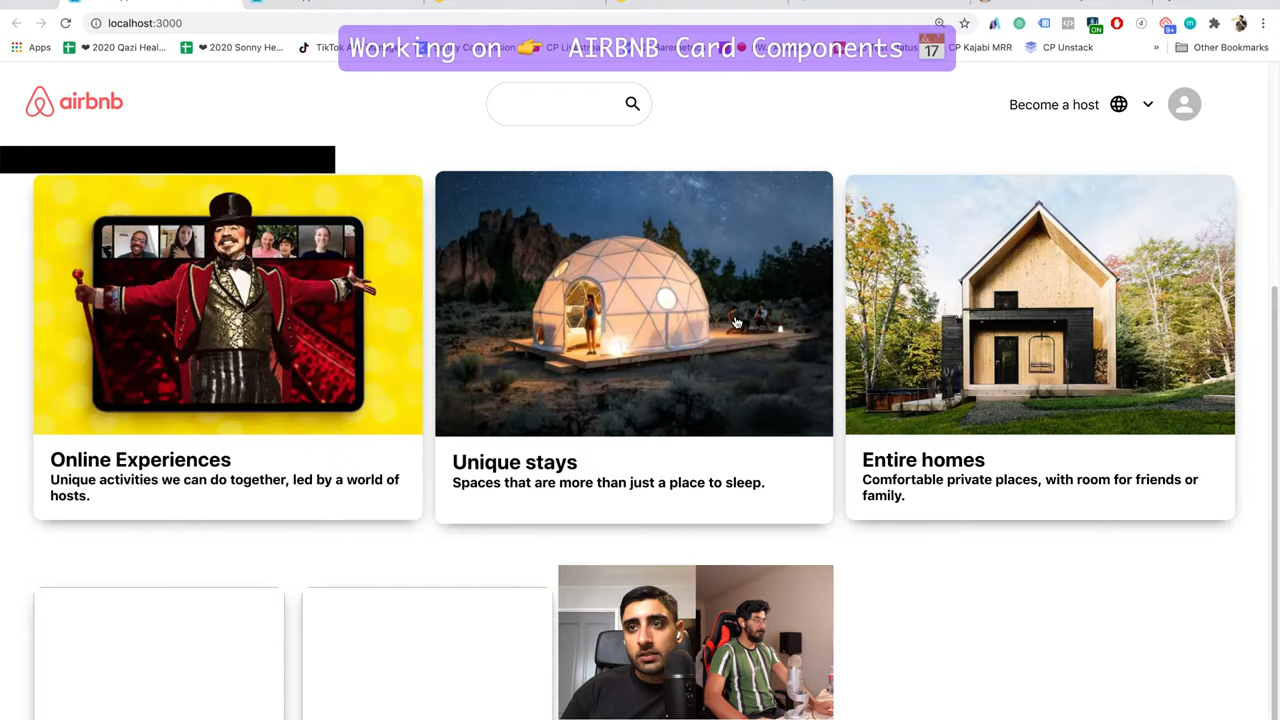 localhost:3000
Apps
2020 Qazi Heal...
2020 Sonny He...
TikTo
CP Kajabi MRR
CP Unstack
»
Other Bookmarks
ON
9+
Working on 👉 AIRBNB Card Components 📅
airbnb
Become a host
Online Experiences
Unique activities we can do together, led by a world of
hosts.
Unique stays
Spaces that are more than just a place to sleep.
Entire homes
Comfortable private places, with room for friends or
family.